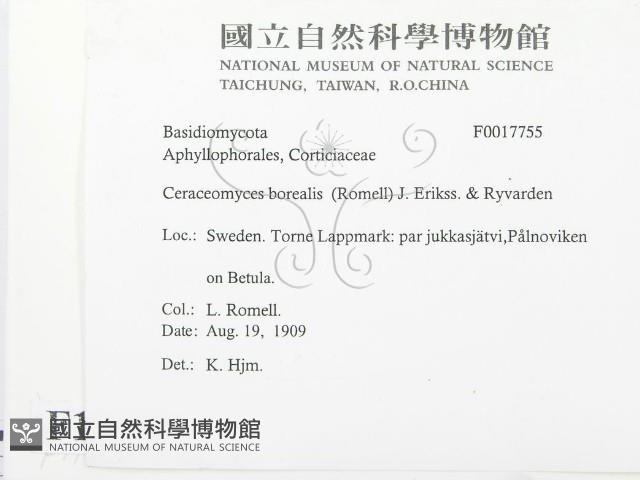 國立自然科學博物館
NATIONAL MUSEUM OF NATURAL SCIENCE
TAICHUNG, TAIWAN, R.O.CHINA
Basidiomycota F0017755
Aphyllophorales, Corticiaceae
Ceraceomyces borealis (Romell) J. Erikss. & Ryvarden
Loc.: Sweden. Torne Lappmark: par jukkasjätvi,Pålnoviken
on Betula.
Col.: L. Romell.
Date: Aug. 19, 1909
Det.: K. Hjm.
F1
國立自然科學博物館
NATIONAL MUSEUM OF NATURAL SCIENCE